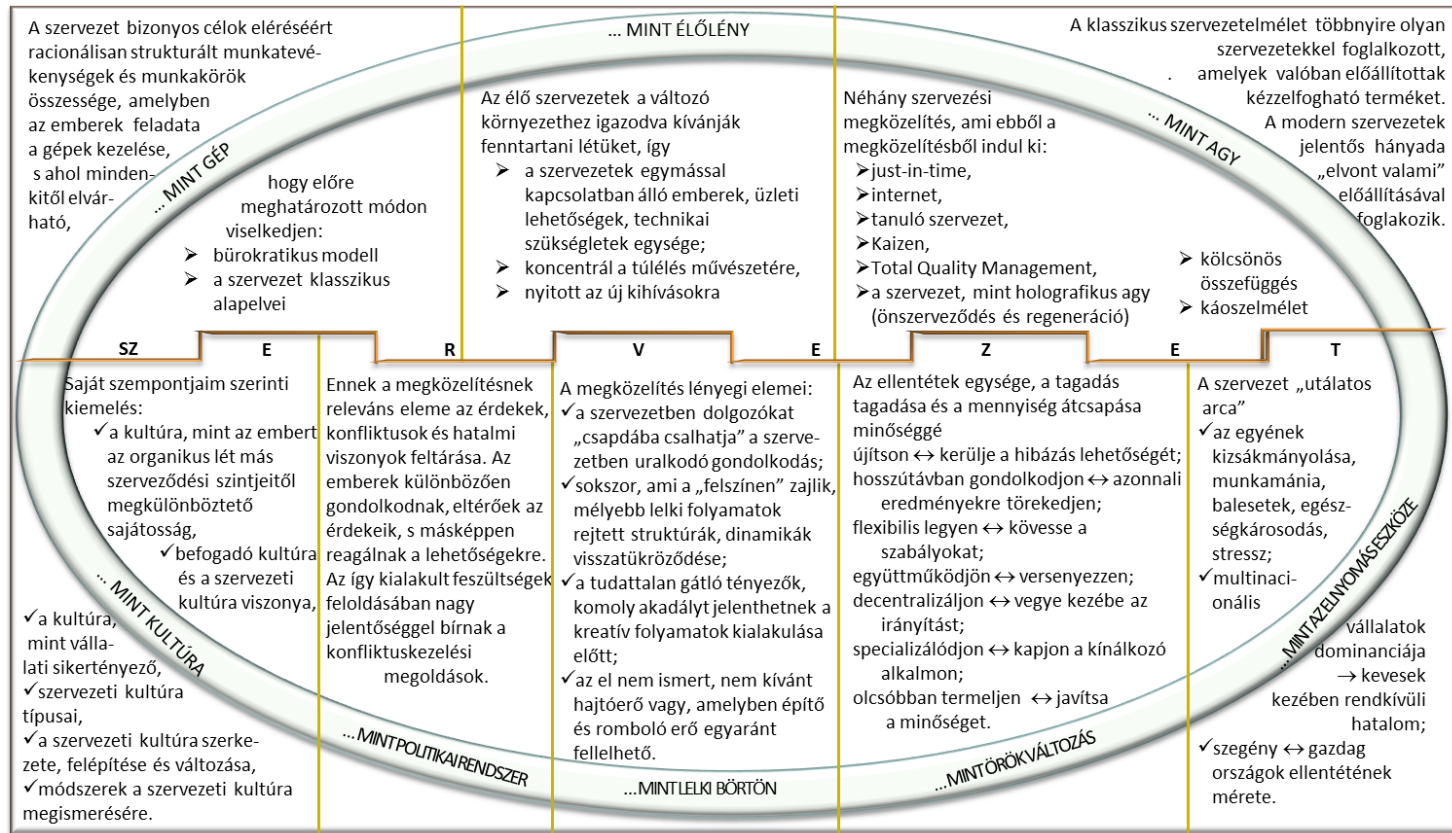 A szervezet bizonyos célok eléréséért
racionálisan strukturált munkatevé-
kenységek és munkakörök
összessége, amelyben
az emberek feladata
a gépek kezelése,
s ahol minden-
kitől elvár-
ható,
hogy előre
meghatározott módon
viselkedjen:
➢ bürokratikus modell
➢ a szervezet klasszikus
alapelvei
... MINT GÉP
... MINT ÉLŐLÉNY
Az élő szervezetek a változó
környezethez igazodva kívánják
fenntartani létüket, így
➢ a szervezetek egymással
kapcsolatban álló emberek, üzleti
lehetőségek, technikai
szükségletek egysége;
➢ koncentrál a túlélés művészetére,
➢ nyitott az új kihívásokra
Néhány szervezési
megközelítés, ami ebből a
megközelítésből indul ki:
➢just-in-time,
➢internet,
➢tanuló szervezet,
➢Kaizen,
➢Total Quality Management,
➢a szervezet, mint holografikus agy
(önszerveződés és regeneráció)
... MINT AGY
A klasszikus szervezetelmélet többnyire olyan
szervezetekkel foglalkozott,
. amelyek valóban előállítottak
kézzelfogható terméket.
A modern szervezetek
jelentős hányada
„elvont valami”
előállításával
foglakozik.
➢ kölcsönös
összefüggés
➢ káoszelmélet
SZ E R V E Z E T
Saját szempontjaim szerinti
kiemelés:
✓a kultúra, mint az embert
az organikus lét más
szerveződési szintjeitől
megkülönböztető
sajátosság,
✓befogadó kultúra
és a szervezeti
kultúra viszonya,
✓a kultúra,
mint válla-
lati sikertényező,
✓szervezeti kultúra
típusai,
✓a szervezeti kultúra szerke-
zete, felépítése és változása,
✓módszerek a szervezeti kultúra
megismerésére.
... MINT KULTÚRA
Ennek a megközelítésnek
releváns eleme az érdekek,
konfliktusok és hatalmi
viszonyok feltárása. Az
emberek különbözően
gondolkodnak, eltérőek az
érdekeik, s másképpen
reagálnak a lehetőségekre.
Az így kialakult feszültségek
feloldásában nagy
jelentőséggel bírnak a
konfliktuskezelési
megoldások.
... MINT POLITIKAI RENDSZER
A megközelítés lényegi elemei:
✓a szervezetben dolgozókat
„csapdába csalhatja” a szerve-
zetben uralkodó gondolkodás;
✓sokszor, ami a „felszínen” zajlik,
mélyebb lelki folyamatok
rejtett struktúrák, dinamikák
visszatükröződése;
✓a tudattalan gátló tényezők,
komoly akadályt jelenthetnek a
kreatív folyamatok kialakulása
előtt;
✓az el nem ismert, nem kívánt
hajtóerő vagy, amelyben építő
és romboló erő egyaránt
fellelhető.
... MINT LELKI BÖRTÖN
Az ellentétek egysége, a tagadás
tagadása és a mennyiség átcsapása
minőséggé
újítson ↔ kerülje a hibázás lehetőségét;
hosszútávban gondolkodjon ↔ azonnali
eredményekre törekedjen;
flexibilis legyen ↔ kövesse a
szabályokat;
együttműködjön ↔ versenyezzen;
decentralizáljon ↔ vegye kezébe az
irányítást;
specializálódjon ↔ kapjon a kínálkozó
alkalmon;
olcsóbban termeljen ↔ javítsa
a minőséget.
... MINT ÖRÖK VÁLTOZÁS
A szervezet „utálatos
arca”
✓az egyének
kizsákmányolása,
munkamánia,
balesetek, egész-
ségkárosodás,
stressz;
✓multinaci-
onális
vállalatok
dominanciája
→ kevesek
kezében rendkívüli
hatalom;
✓szegény ↔ gazdag
országok ellentétének
mérete.
... MINT AZ ELNYOMÁS ESZKÖZE